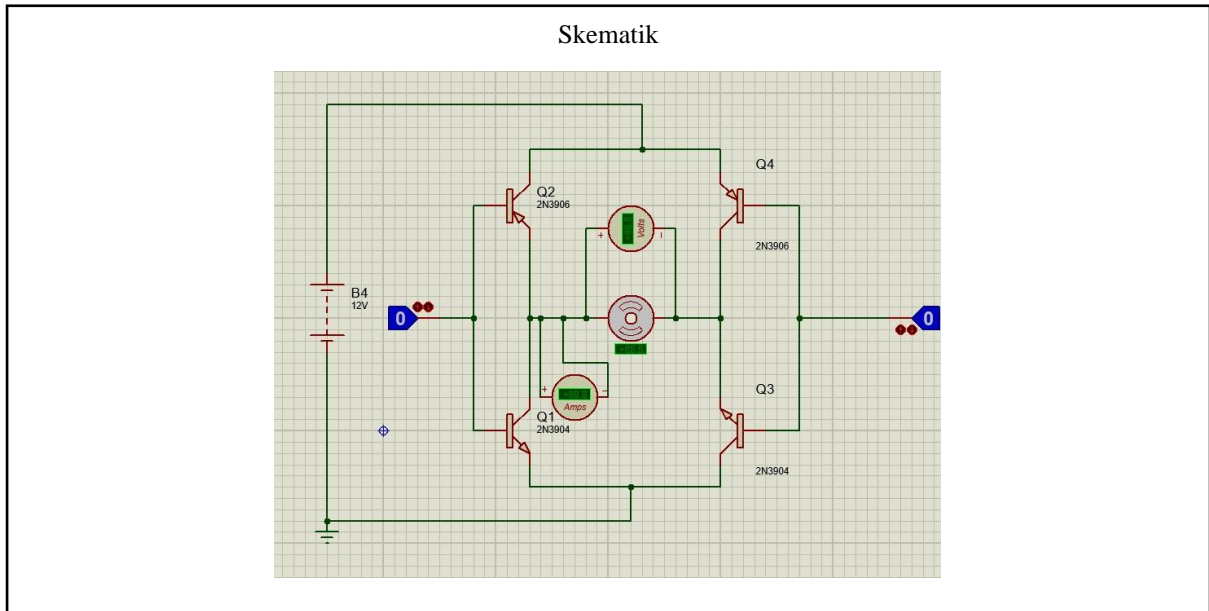 Skematik
Q4
Q2
2N3906
Volts
+
−
2N3906
B4
12V
0
0
+
−
Amps
Q3
Q1
2N3904
2N3904